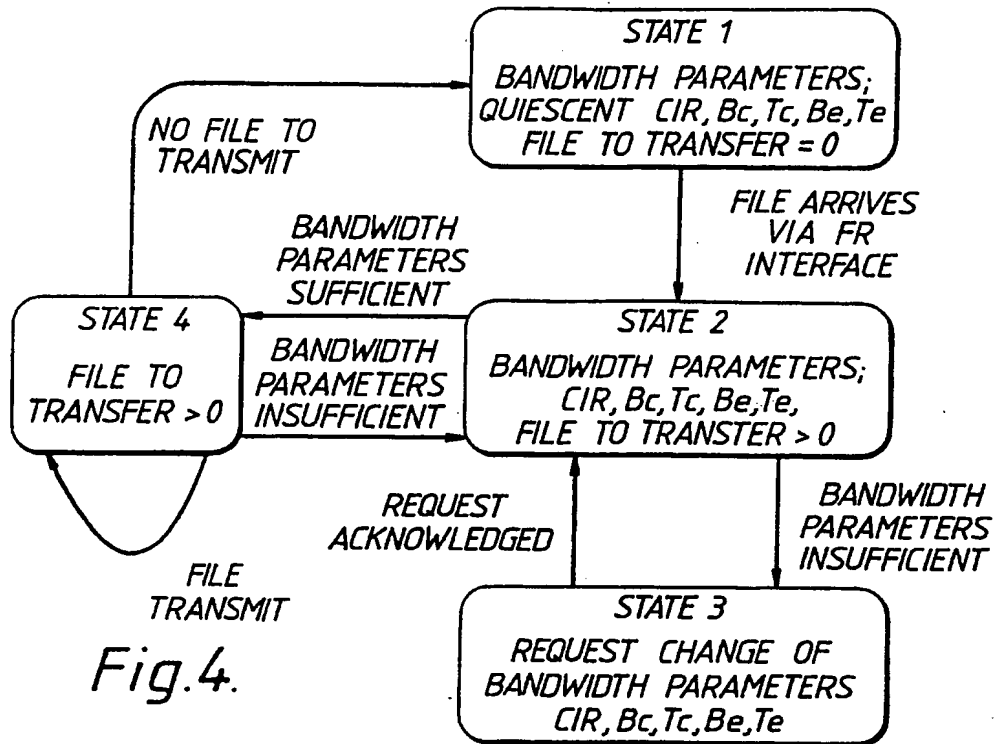 STATE 1
BANDWIDTH PARAMETERS;
QUIESCENT CIR, Bc, Tc, Be, Te
FILE TO TRANSFER = 0
NO FILE TO
TRANSMIT
FILE ARRIVES
VIA FR
INTERFACE
BANDWIDTH
PARAMETERS
SUFFICIENT
STATE 4
FILE TO
TRANSFER > 0
BANDWIDTH
PARAMETERS
INSUFFICIENT
STATE 2
BANDWIDTH PARAMETERS;
CIR, Bc, Tc, Be, Te,
FILE TO TRANSTER > 0
REQUEST
ACKNOWLEDGED
BANDWIDTH
PARAMETERS
INSUFFICIENT
FILE
TRANSMIT
STATE 3
REQUEST CHANGE OF
BANDWIDTH PARAMETERS
CIR, Bc, Tc, Be, Te
Fig.4.